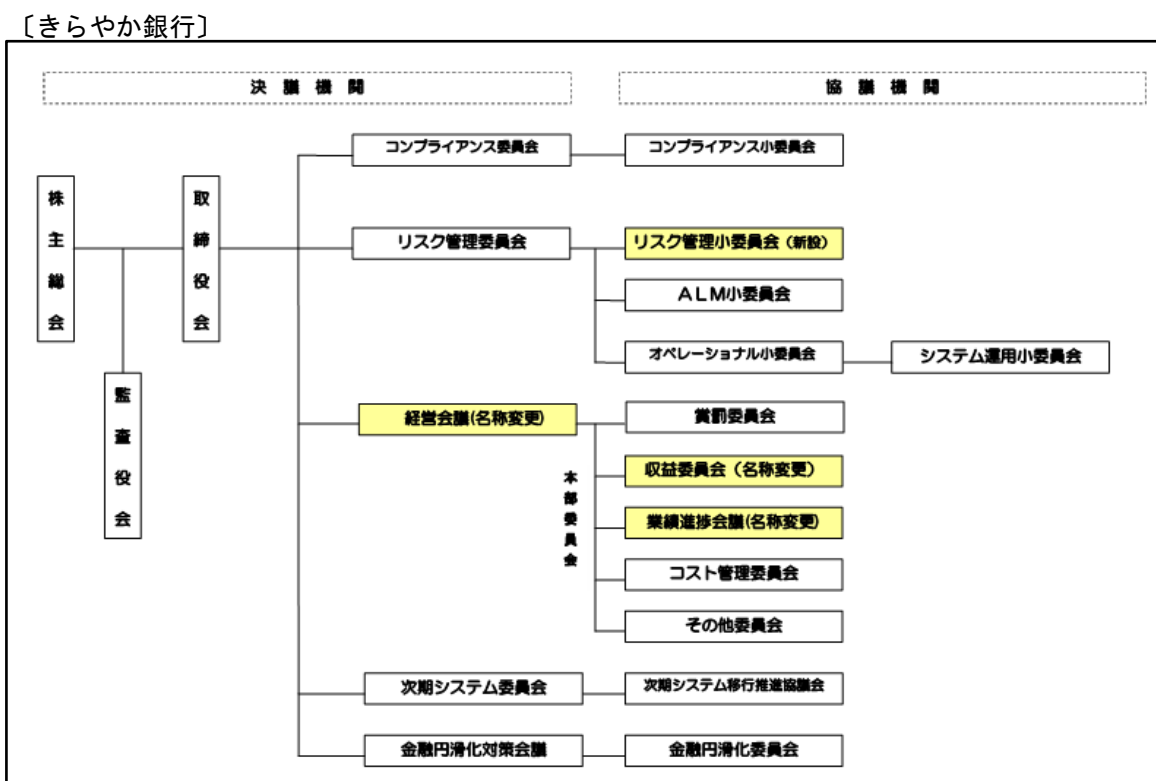 〔きらやか銀行〕
決議機関
協議機関
コンプライアンス委員会
コンプライアンス小委員会
株主総会
取締役会
リスク管理委員会
リスク管理小委員会（新設）
ＡＬＭ小委員会
オペレーショナル小委員会
システム運用小委員会
監査役会
経営会議(名称変更)
賞罰委員会
本部委員会
収益委員会（名称変更）
業績進捗会議(名称変更)
コスト管理委員会
その他委員会
次期システム委員会
次期システム移行推進協議会
金融円滑化対策会議
金融円滑化委員会